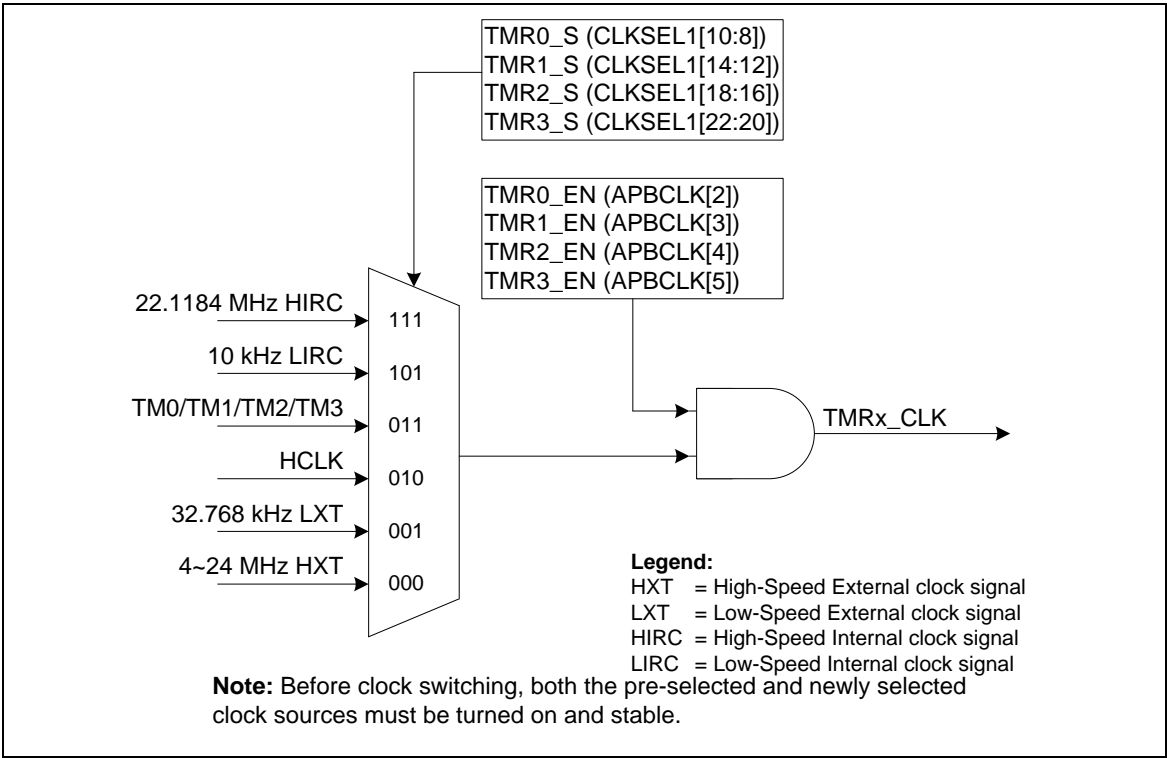 TMR0_S (CLKSEL1[10:8])
TMR1_S (CLKSEL1[14:12])
TMR2_S (CLKSEL1[18:16])
TMR3_S (CLKSEL1[22:20])
TMR0_EN (APBCLK[2])
TMR1_EN (APBCLK[3])
TMR2_EN (APBCLK[4])
TMR3_EN (APBCLK[5])
22.1184 MHz HIRC
111
10 kHz LIRC
101
TM0/TM1/TM2/TM3
011
HCLK
010
32.768 kHz LXT
001
4~24 MHz HXT
000
TMRx_CLK
Legend:
HXT = High-Speed External clock signal
LXT = Low-Speed External clock signal
HIRC = High-Speed Internal clock signal
LIRC = Low-Speed Internal clock signal
Note: Before clock switching, both the pre-selected and newly selected
clock sources must be turned on and stable.